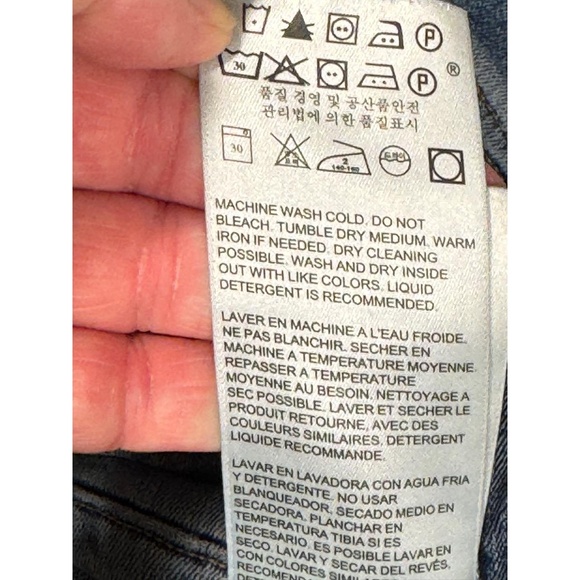 P
30 P ®
품질 경영 및 공산품안전
관리법에 의한 품질표시
30 2 드라이
140-160
MACHINE WASH COLD. DO NOT
BLEACH. TUMBLE DRY MEDIUM. WARM
IRON IF NEEDED. DRY CLEANING
POSSIBLE. WASH AND DRY INSIDE
OUT WITH LIKE COLORS. LIQUID
DETERGENT IS RECOMMENDED.
LAVER EN MACHINE A L'EAU FROIDE.
NE PAS BLANCHIR. SECHER EN
MACHINE A TEMPERATURE MOYENNE.
REPASSER A TEMPERATURE
MOYENNE AU BESOIN. NETTOYAGE A
SEC POSSIBLE. LAVER ET SECHER LE
PRODUIT RETOURNE, AVEC DES
COULEURS SIMILAIRES. DETERGENT
LIQUIDE RECOMMANDE.
LAVAR EN LAVADORA CON AGUA FRIA
Y DETERGENTE. NO USAR
BLANQUEADOR. SECADO MEDIO EN
SECADORA. PLANCHAR EN
TEMPERATURA TIBIA SI ES
NECESARIO. ES POSIBLE LAVAR EN
SECO. LAVAR Y SECAR DEL REVÉS,
CON COLORES